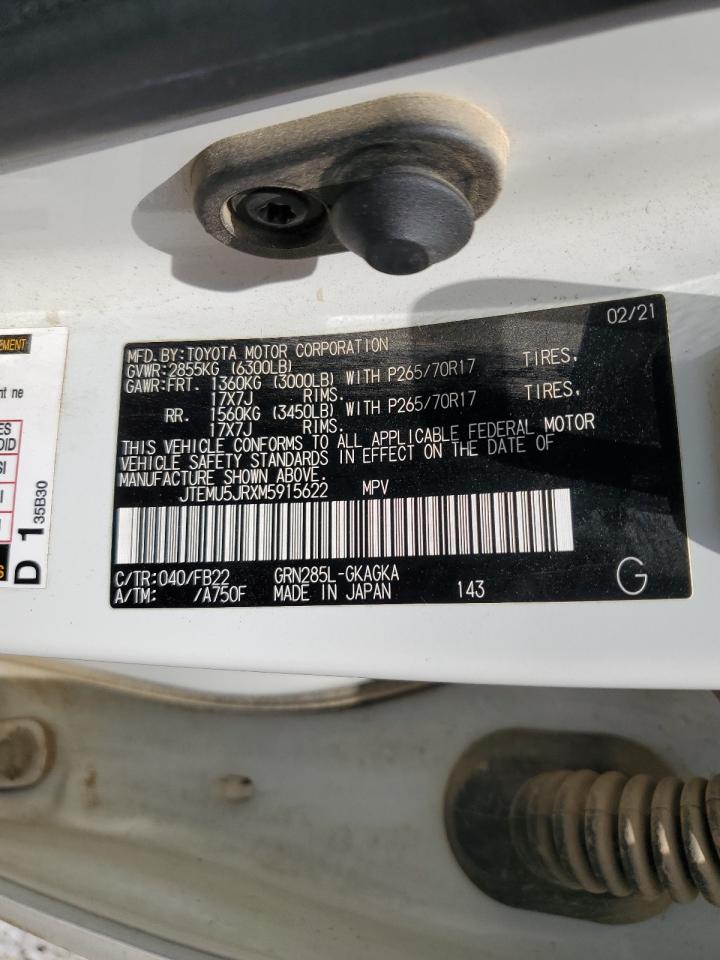 02/21
MFD.BY:TOYOTA MOTOR CORPORATION
GVWR:2855KG (6300LB)
GAWR:FRT. 1360KG (3000LB) WITH P265/70R17 TIRES,
17X7J RIMS.
RR. 1560KG (3450LB) WITH P265/70R17 TIRES,
17X7J RIMS.
THIS VEHICLE CONFORMS TO ALL APPLICABLE FEDERAL MOTOR
VEHICLE SAFETY STANDARDS IN EFFECT ON THE DATE OF
MANUFACTURE SHOWN ABOVE.
JTEMU5JRXM5915622 MPV
C/TR:040/FB22 GRN285L-GKAGKA
A/TM: /A750F MADE IN JAPAN 143
G
D 1 35B30